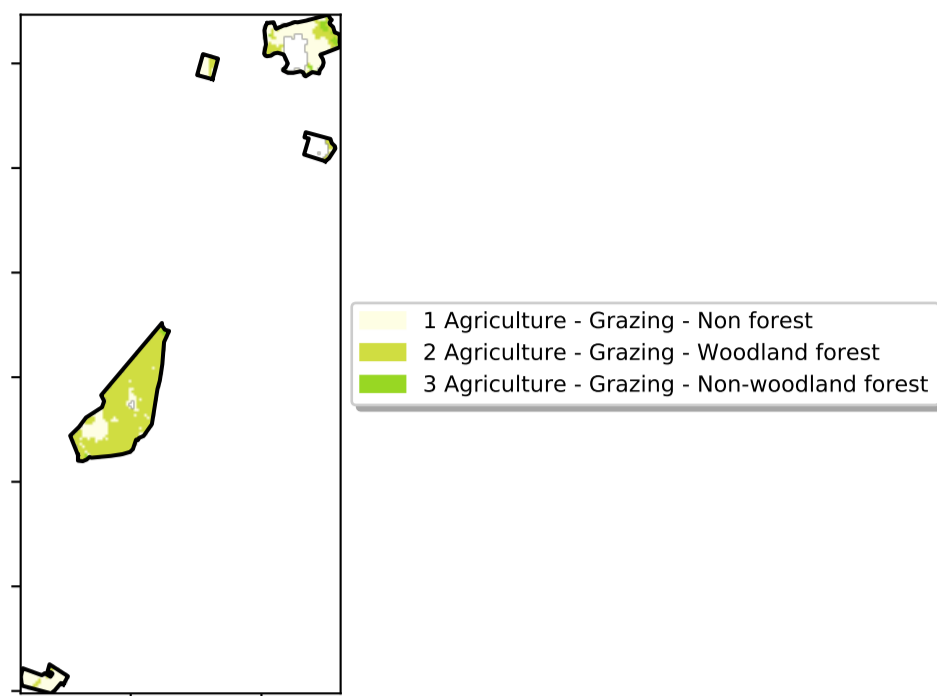 1 Agriculture - Grazing - Non forest
2 Agriculture - Grazing - Woodland forest
3 Agriculture - Grazing - Non-woodland forest